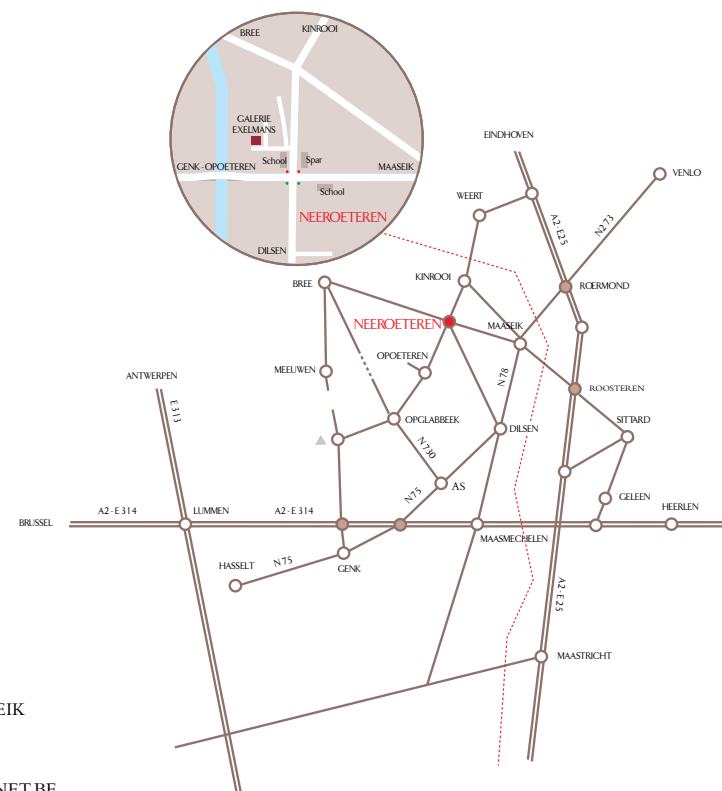 BREE
KINROOI
GALERIE
EXELMANS
School
Spar
GENK-OPOETEREN
MAASEIK
School
NEEROETEREN
DILSEN
EINDHOVEN
VENLO
WEERT
A2-E25
N273
KINROOI
BREE
ROERMOND
NEEROETEREN
MAASEIK
OPOETEREN
MEEUWEN
N78
ANTWERPEN
ROOSTEREN
E313
OPGLABBEEK
DILSEN
SITTARD
N730
AS
N75
GELEEN
HEERLEN
BRUSSEL
A2-E314
LUMMEN
A2-E314
MAASMECHELEN
HASSELT
N75
GENK
A2-E25
MAASTRICHT
EIK
NET.BE